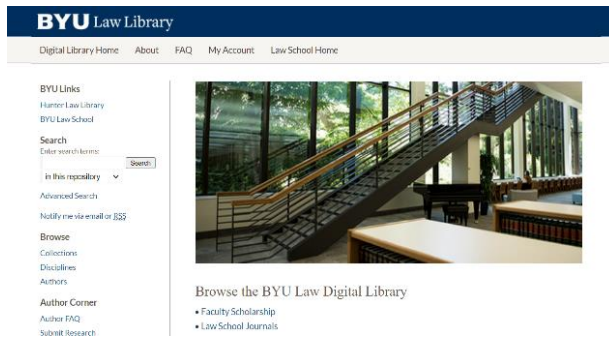 BYU Law Library
Digital Library Home About FAQ My Account Law School Home
BYU Links
Hunter Law Library
BYU Law School
Search
Enter search terms:
Search
in this repository
Advanced Search
Notify me via email or RSS
Browse
Collections
Disciplines
Authors
Author Corner
Author FAQ
Submit Research
Browse the BYU Law Digital Library
• Faculty Scholarship
• Law School Journals